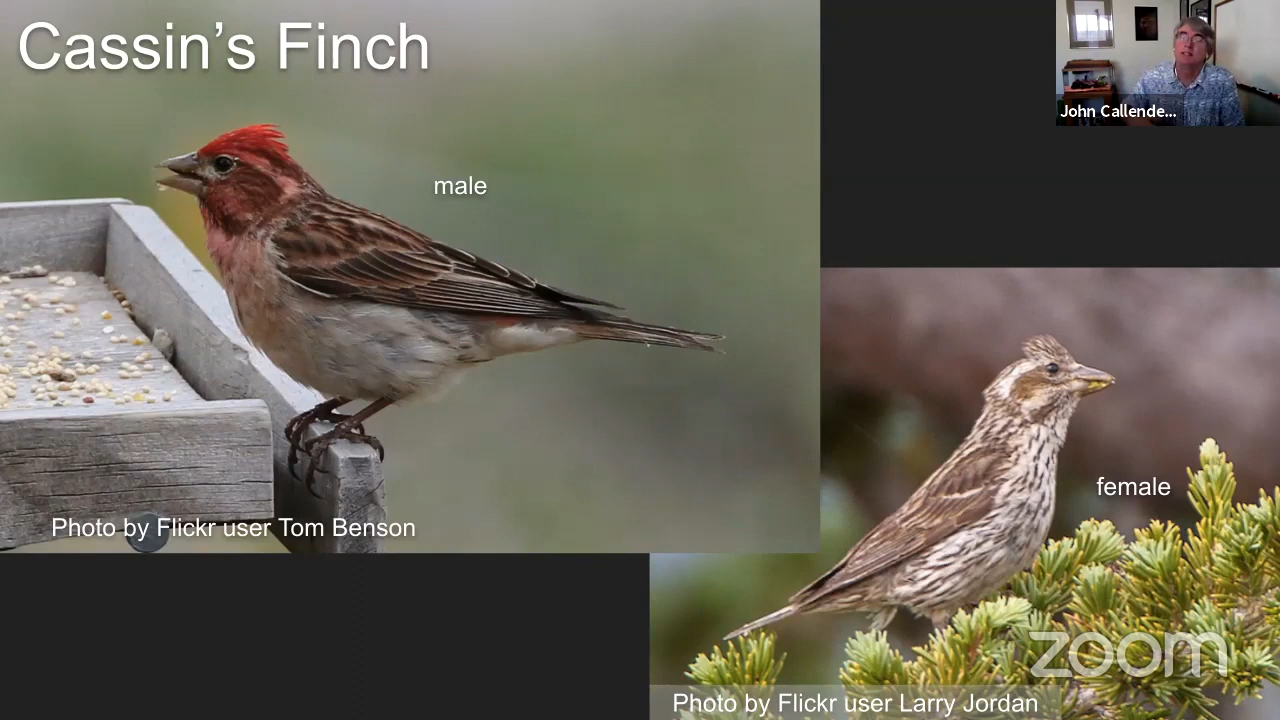 Cassin’s Finch
John Callende...
male
female
Photo by Flickr user Tom Benson
zoom
Photo by Flickr user Larry Jordan